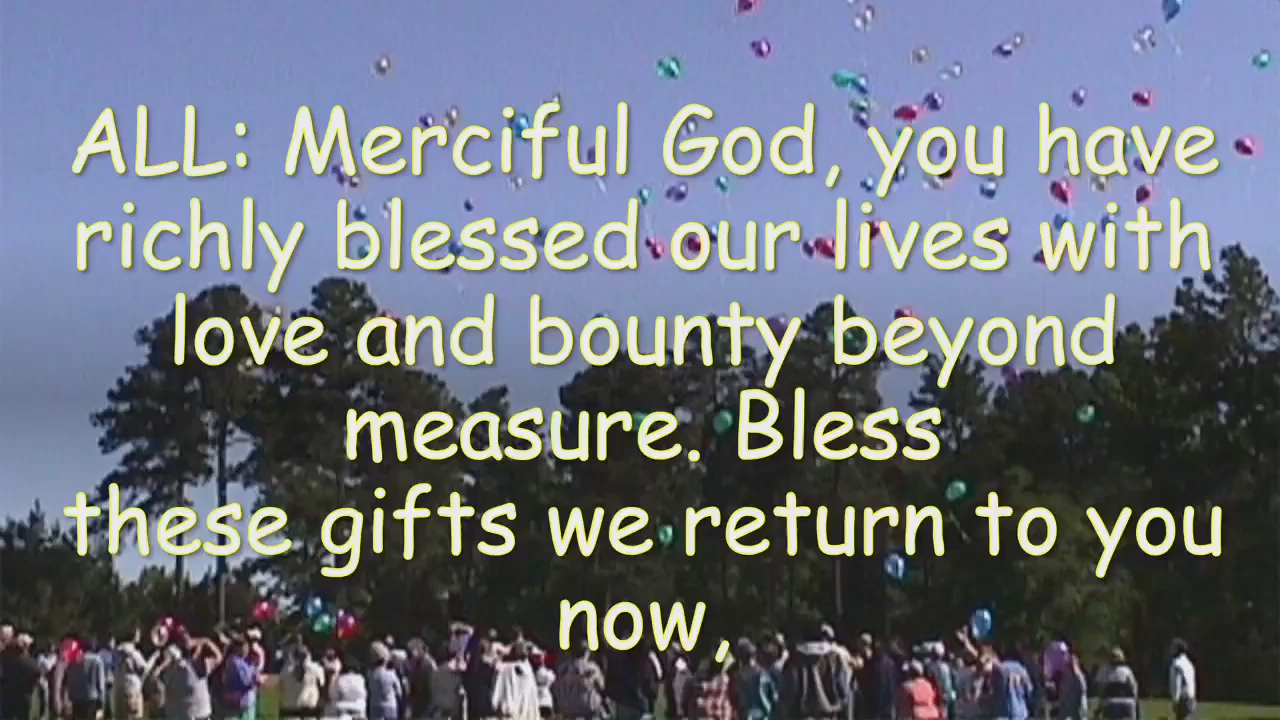 ALL: Merciful God, you have
richly blessed our lives with
love and bounty beyond
measure. Bless
these gifts we return to you
now,